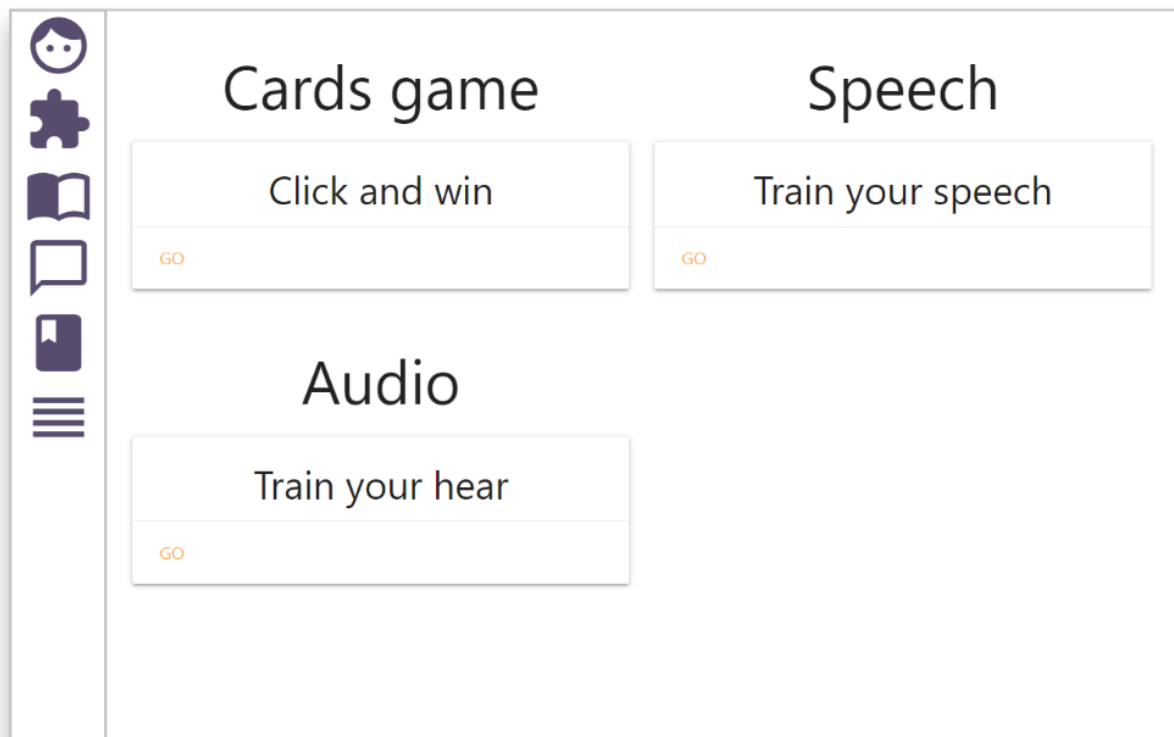 Cards game
Click and win
GO
Speech
Train your speech
GO
Audio
Train your hear
GO